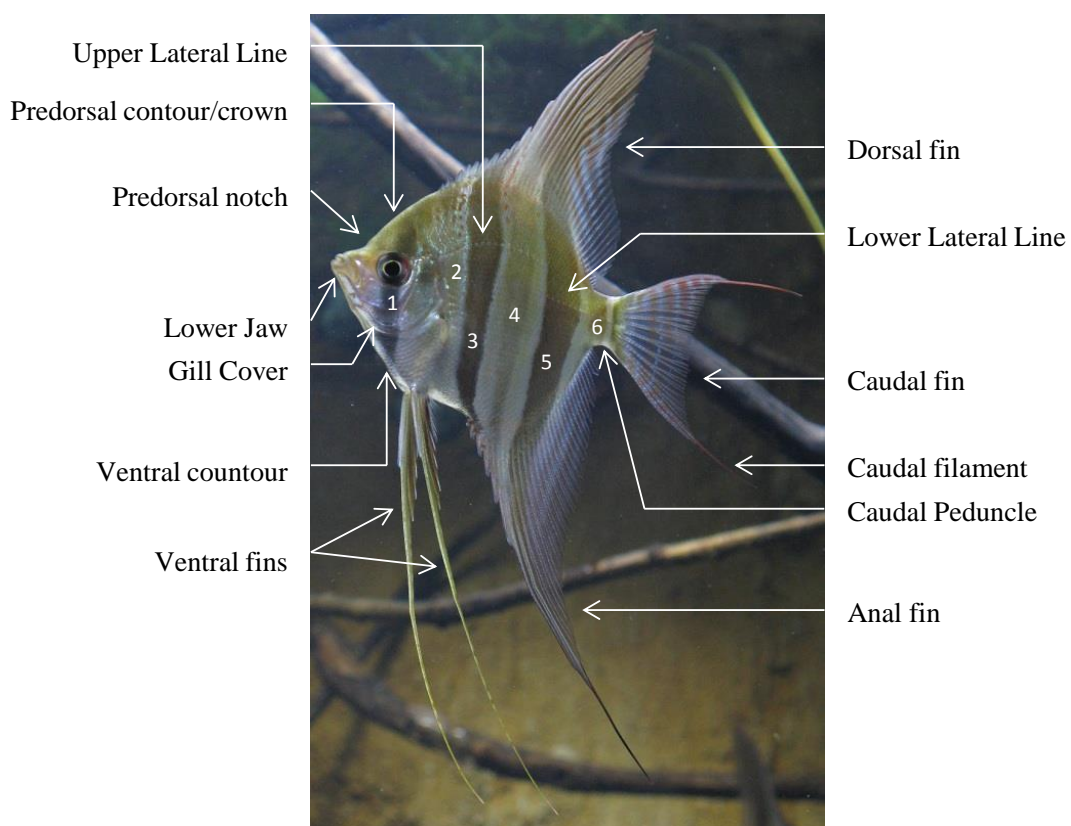 Upper Lateral Line
Predorsal contour/crown
Predorsal notch
Lower Jaw
Gill Cover
Ventral countour
Ventral fins
1
2
3
4
5
6
Dorsal fin
Lower Lateral Line
Caudal fin
Caudal filament
Caudal Peduncle
Anal fin